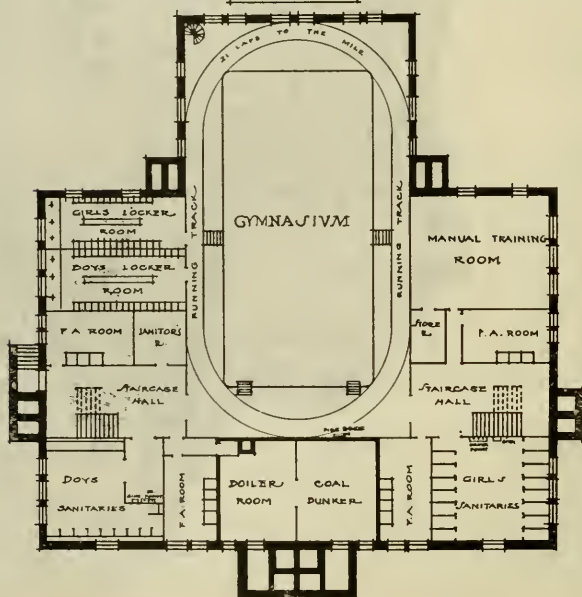 21 LAPS TO THE MILE
GIRLS LOCKER
ROOM
BOYS LOCKER
ROOM
RUNNING TRACK
GYMNASIUM
RUNNING TRACK
MANUAL TRAINING
ROOM
F.A. ROOM
JANITORS
R.
STORE
R.
F.A. ROOM
STAIRCASE
HALL
STAIRCASE
HALL
BOYS
SANITARIES
F.A. ROOM
BOILER
ROOM
COAL
BUNKER
F.A. ROOM
GIRLS
SANITARIES